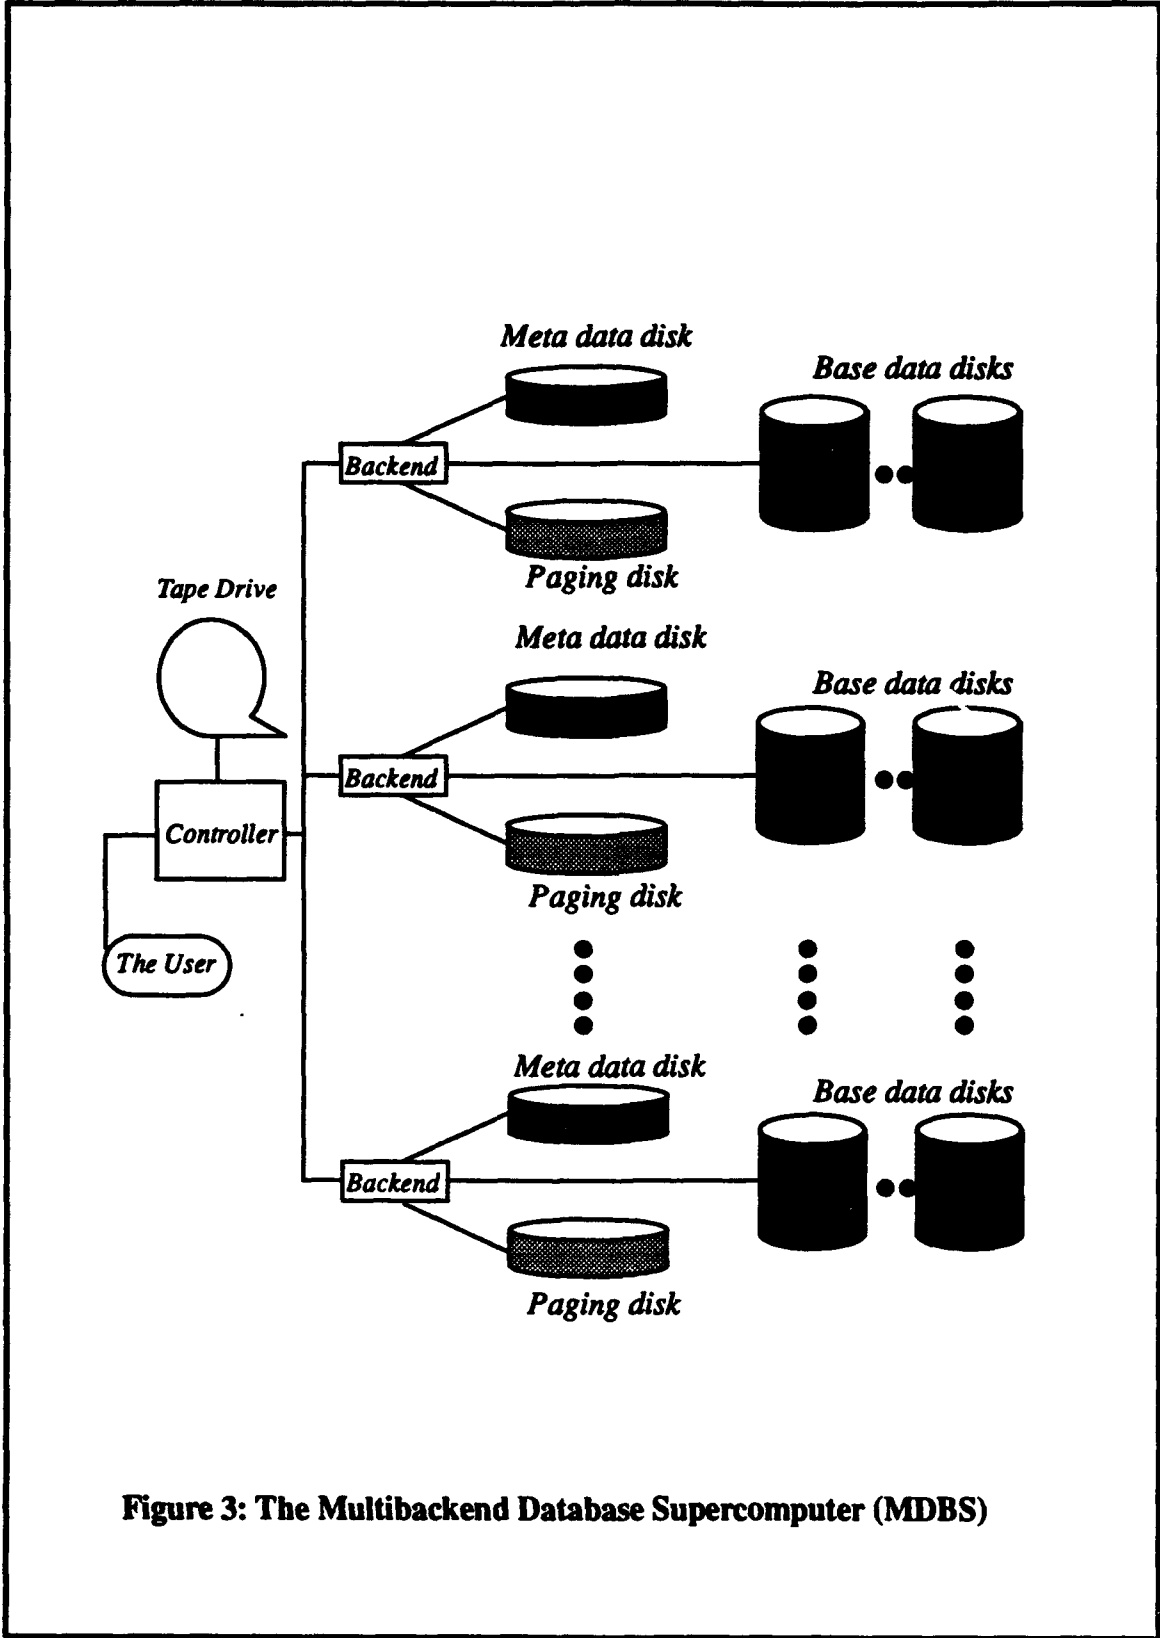 Meta data disk
Base data disks
Backend
Paging disk
Tape Drive
Meta data disk
Base data disks
Backend
Controller
Paging disk
The User
Meta data disk
Base data disks
Backend
Paging disk
Figure 3: The Multibackend Database Supercomputer (MDBS)